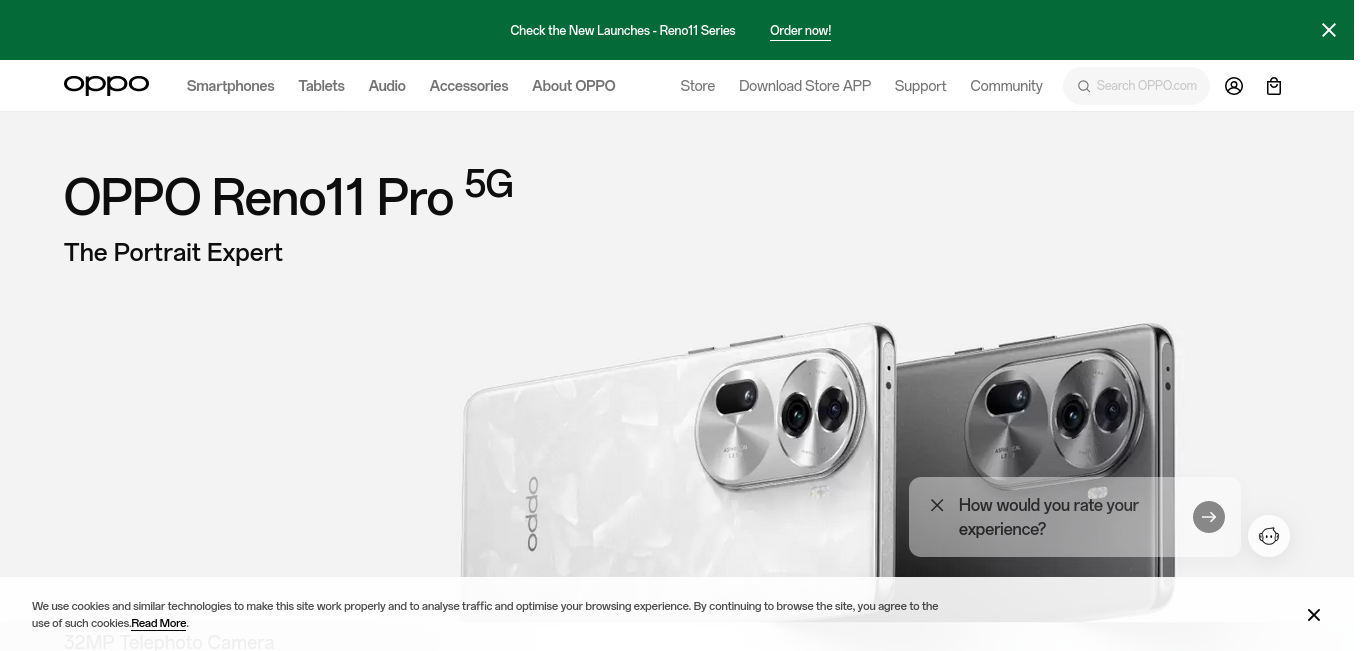 Check the New Launches - Reno11 Series Order now!
oppo Smartphones Tablets Audio Accessories About OPPO Store Download Store APP Support Community Search OPPO.com
OPPO Reno11 Pro 5G
The Portrait Expert
oppo
How would you rate your
experience?
We use cookies and similar technologies to make this site work properly and to analyse traffic and optimise your browsing experience. By continuing to browse the site, you agree to the
use of such cookies.Read More.
32MP Telephoto Camera